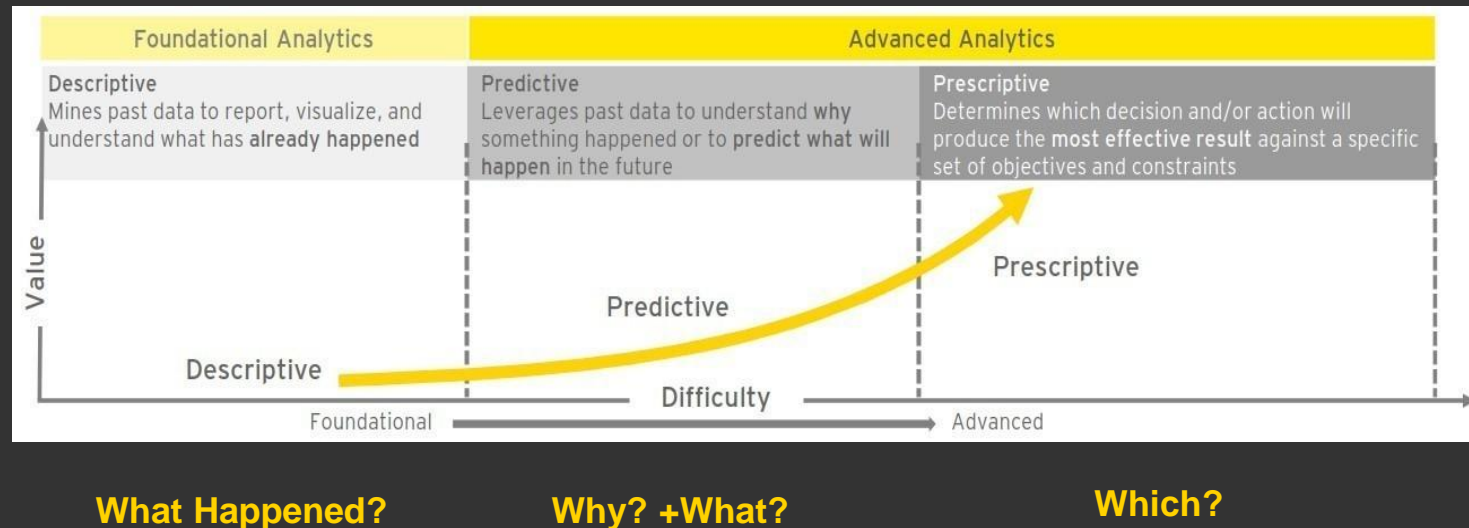 Foundational Analytics
Advanced Analytics
Descriptive
Mines past data to report, visualize, and
understand what has already happened
Predictive
Leverages past data to understand why
something happened or to predict what will
happen in the future
Prescriptive
Determines which decision and/or action will
produce the most effective result against a specific
set of objectives and constraints
Value
Prescriptive
Predictive
Descriptive
Difficulty
Foundational
Advanced
What Happened?
Why? +What?
Which?